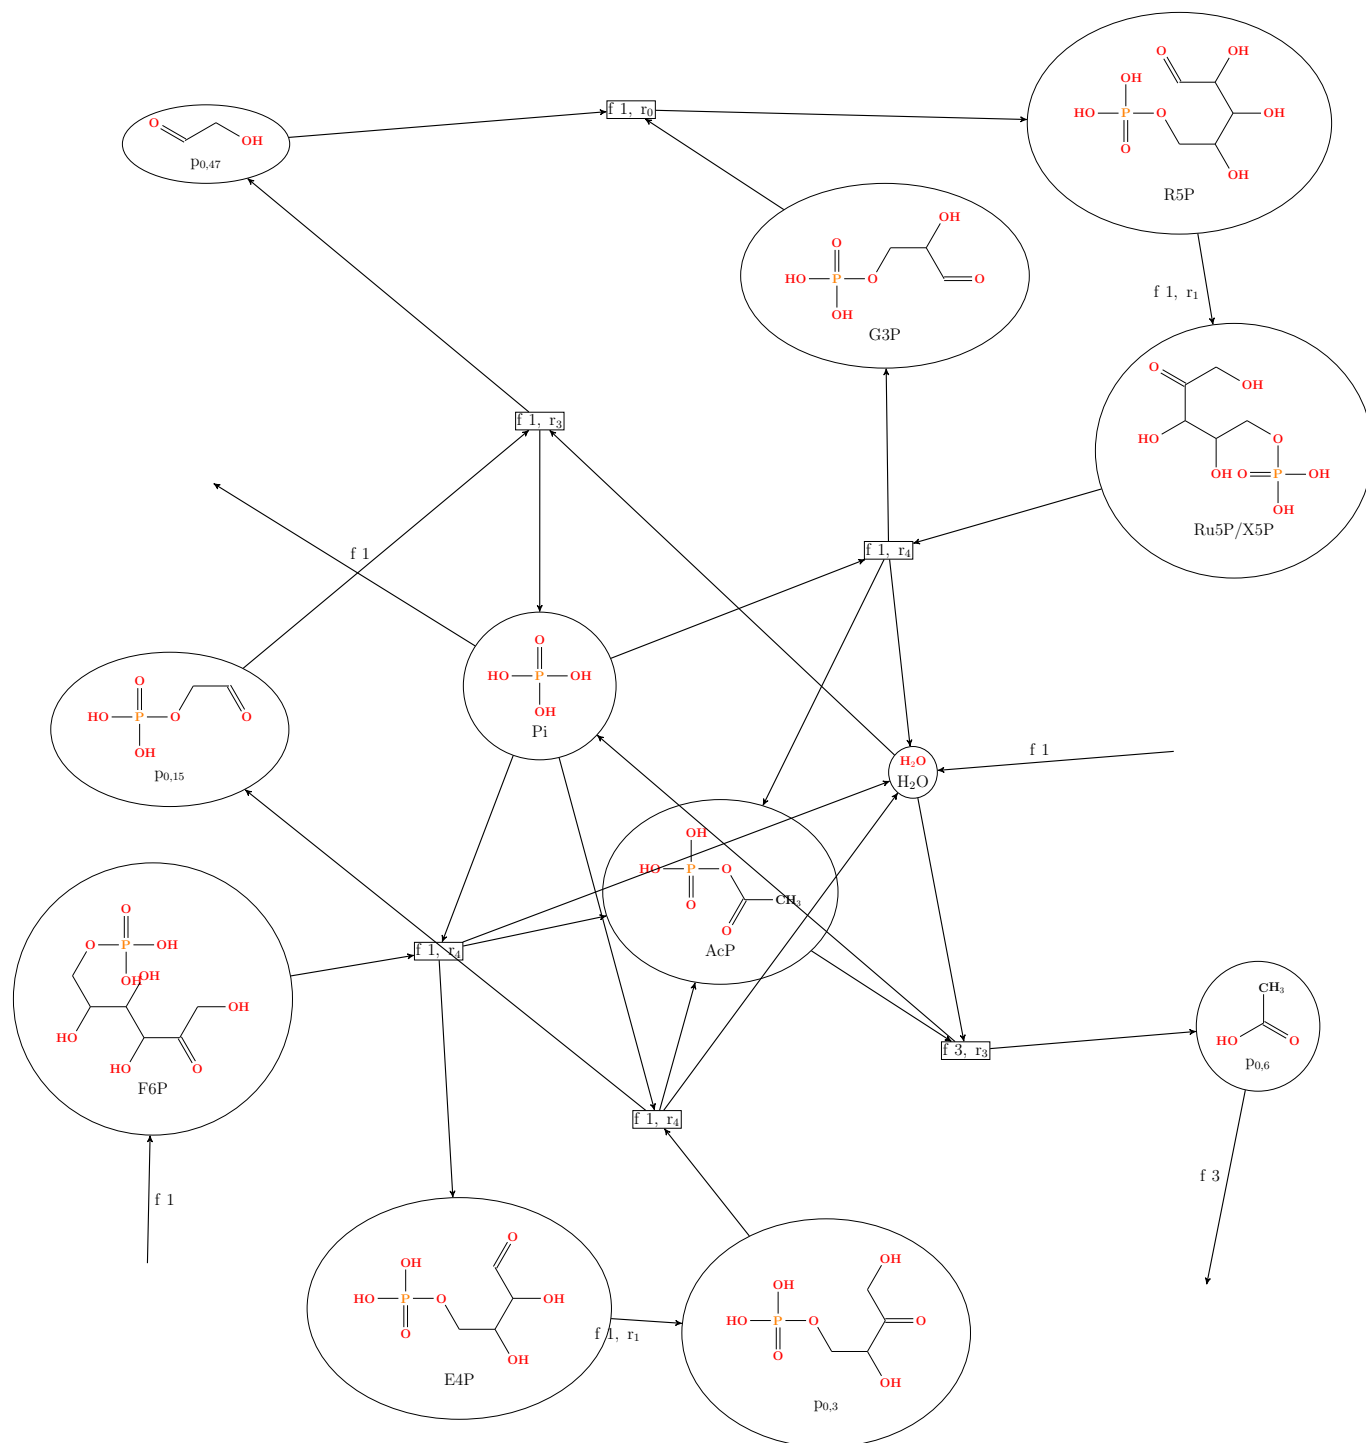 f 1, r₀
O
OH
p₀,₄₇
O
OH
OH
HO
P
O
OH
O
OH
R5P
OH
O
HO
P
O
O
OH
G3P
f 1, r₁
O
OH
HO
O
OH
O
P
OH
OH
Ru5P/X5P
f 1, r₃
f 1, r₄
f 1
O
HO
P
OH
OH
Pi
O
HO
P
O
O
OH
p₀,₁₅
H₂O
H₂O
f 1
OH
HO
P
O
CH₃
O
O
AcP
O
O
P
OH
OH
OH
OH
HO
HO
O
F6P
f 1, r₄
f 3, r₃
CH₃
HO
O
p₀,₆
f 1, r₄
f 1
f 3
O
OH
HO
P
O
OH
O
OH
E4P
f 1, r₁
OH
OH
HO
P
O
O
O
OH
p₀,₃